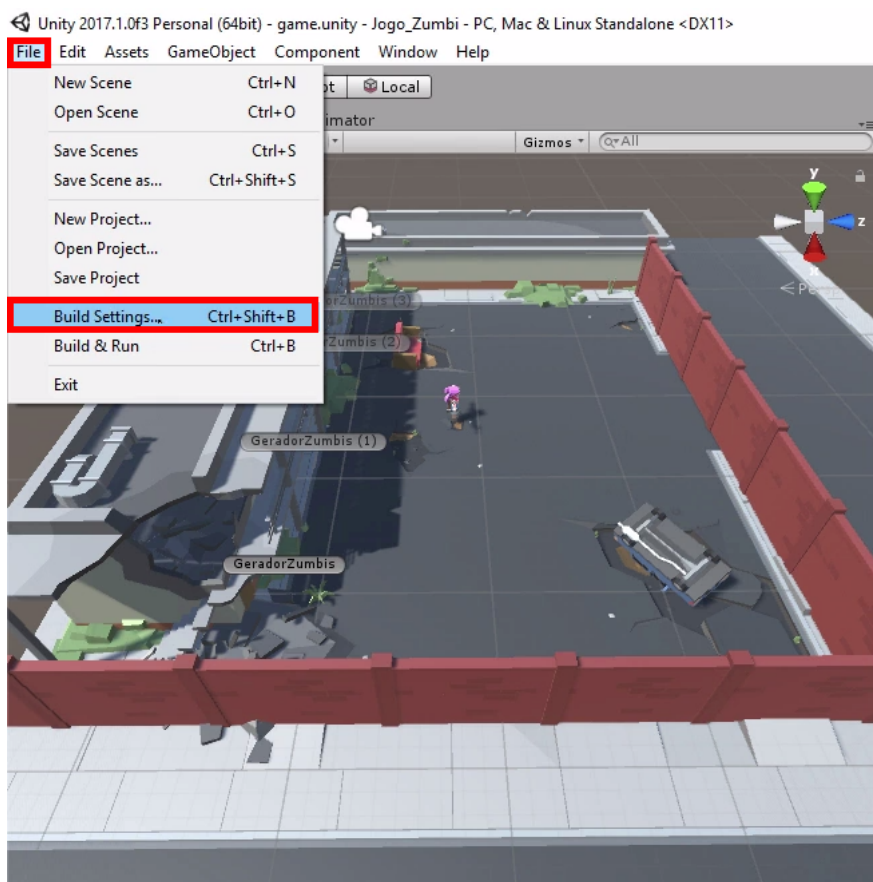 Unity 2017.1.0f3 Personal (64bit) - game.unity - Jogo_Zumbi - PC, Mac & Linux Standalone <DX11>
File Edit Assets GameObject Component Window Help
New Scene Ctrl+N
Local
Open Scene Ctrl+O
Gizmos All
Save Scenes Ctrl+S
Save Scene as... Ctrl+Shift+S
y
z
x
New Project...
Open Project...
Save Project
Build Settings... Ctrl+Shift+B
Build & Run Ctrl+B
Exit
GeradorZumbis (1)
GeradorZumbis